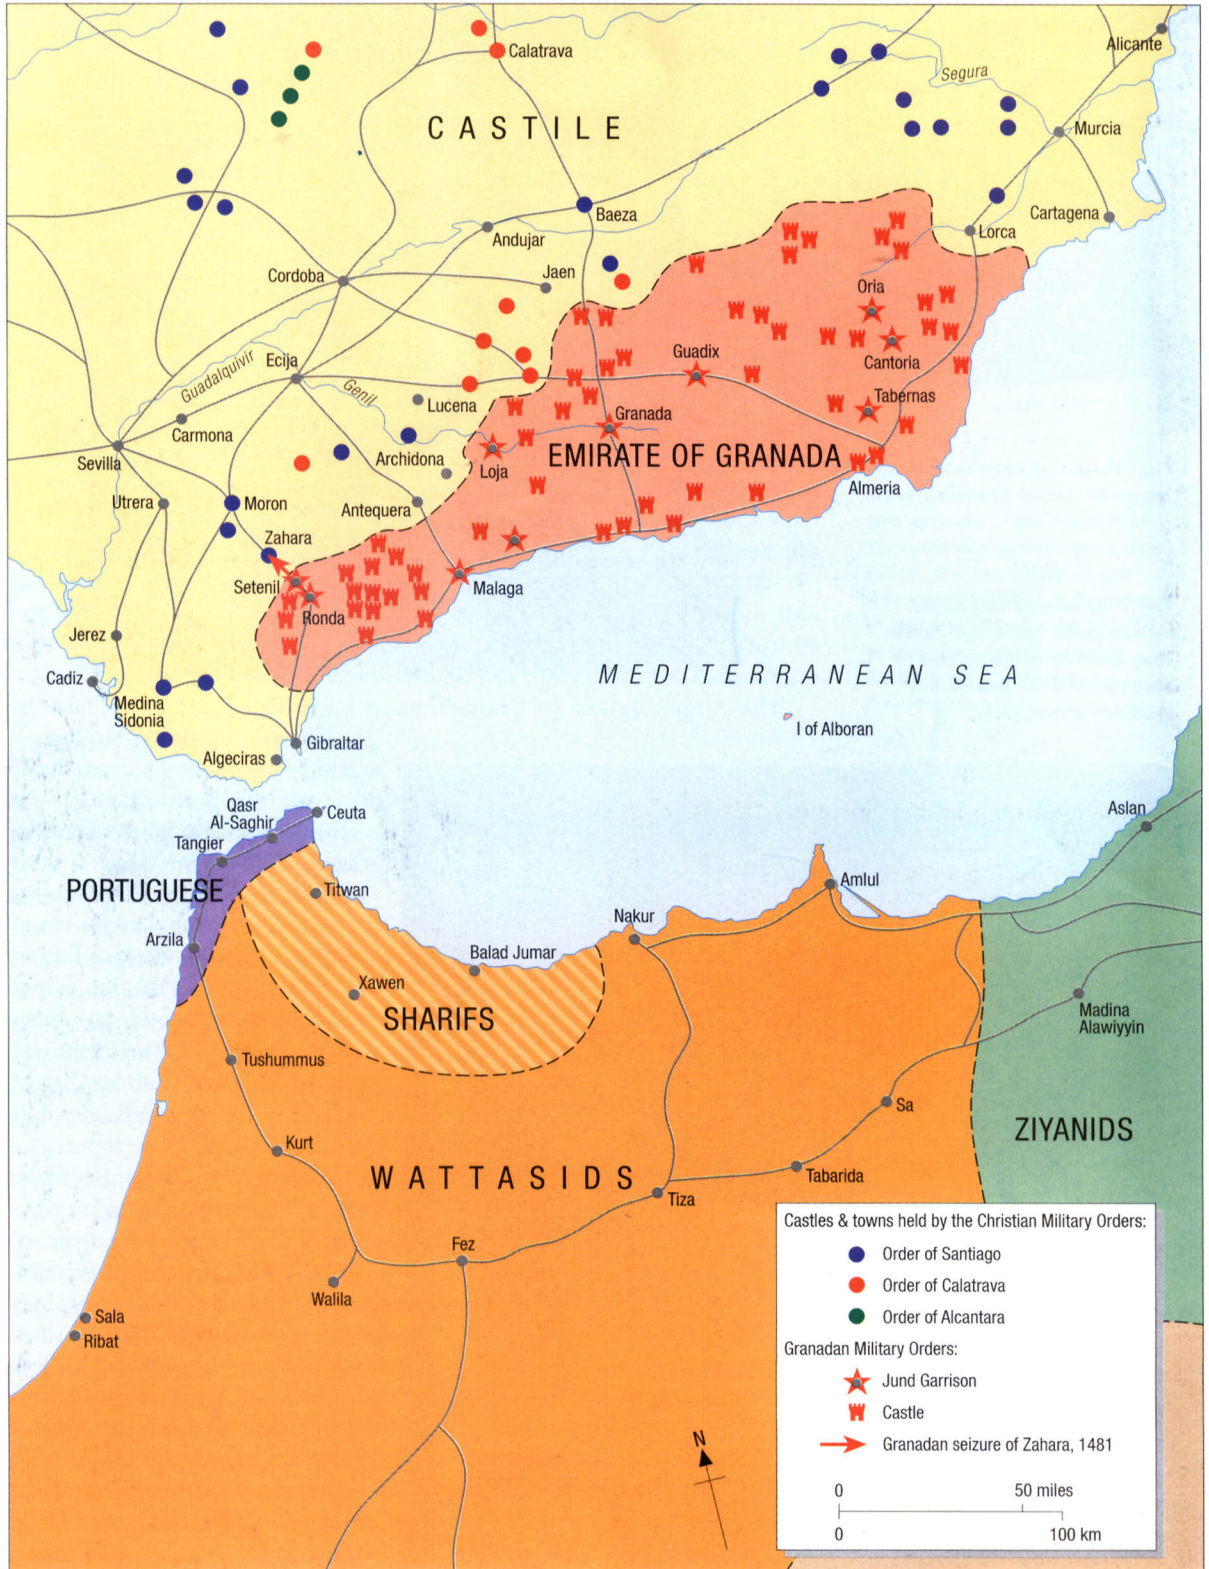 Alicante
Calatrava
Segura
CASTILE
Murcia
Baeza
Cartagena
Andujar
Lorca
Cordoba
Jaen
Oria
Guadalquivir
Ecija
Genil
Guadix
Cantoria
Lucena
Tabernas
Carmona
Granada
Sevilla
Archidona
Loja
EMIRATE OF GRANADA
Almeria
Utrera
Moron
Antequera
Zahara
Setenil
Malaga
Ronda
Jerez
MEDITERRANEAN SEA
Cadiz
Medina
Sidonia
I of Alboran
Gibraltar
Algeciras
Qasr
Al-Saghir
Ceuta
Tangier
Aslan
PORTUGUESE
Titwan
Amlul
Nakur
Arzila
Balad Jumar
Xawen
SHARIFS
Madina
Alawiyyin
Tushummus
Sa
Kurt
ZIYANIDS
WATTASIDS
Tabarida
Tiza
Fez
Walila
Sala
Ribat
N
Castles & towns held by the Christian Military Orders:
Order of Santiago
Order of Calatrava
Order of Alcantara
Granadan Military Orders:
Jund Garrison
Castle
Granadan seizure of Zahara, 1481
0 50 miles
0 100 km